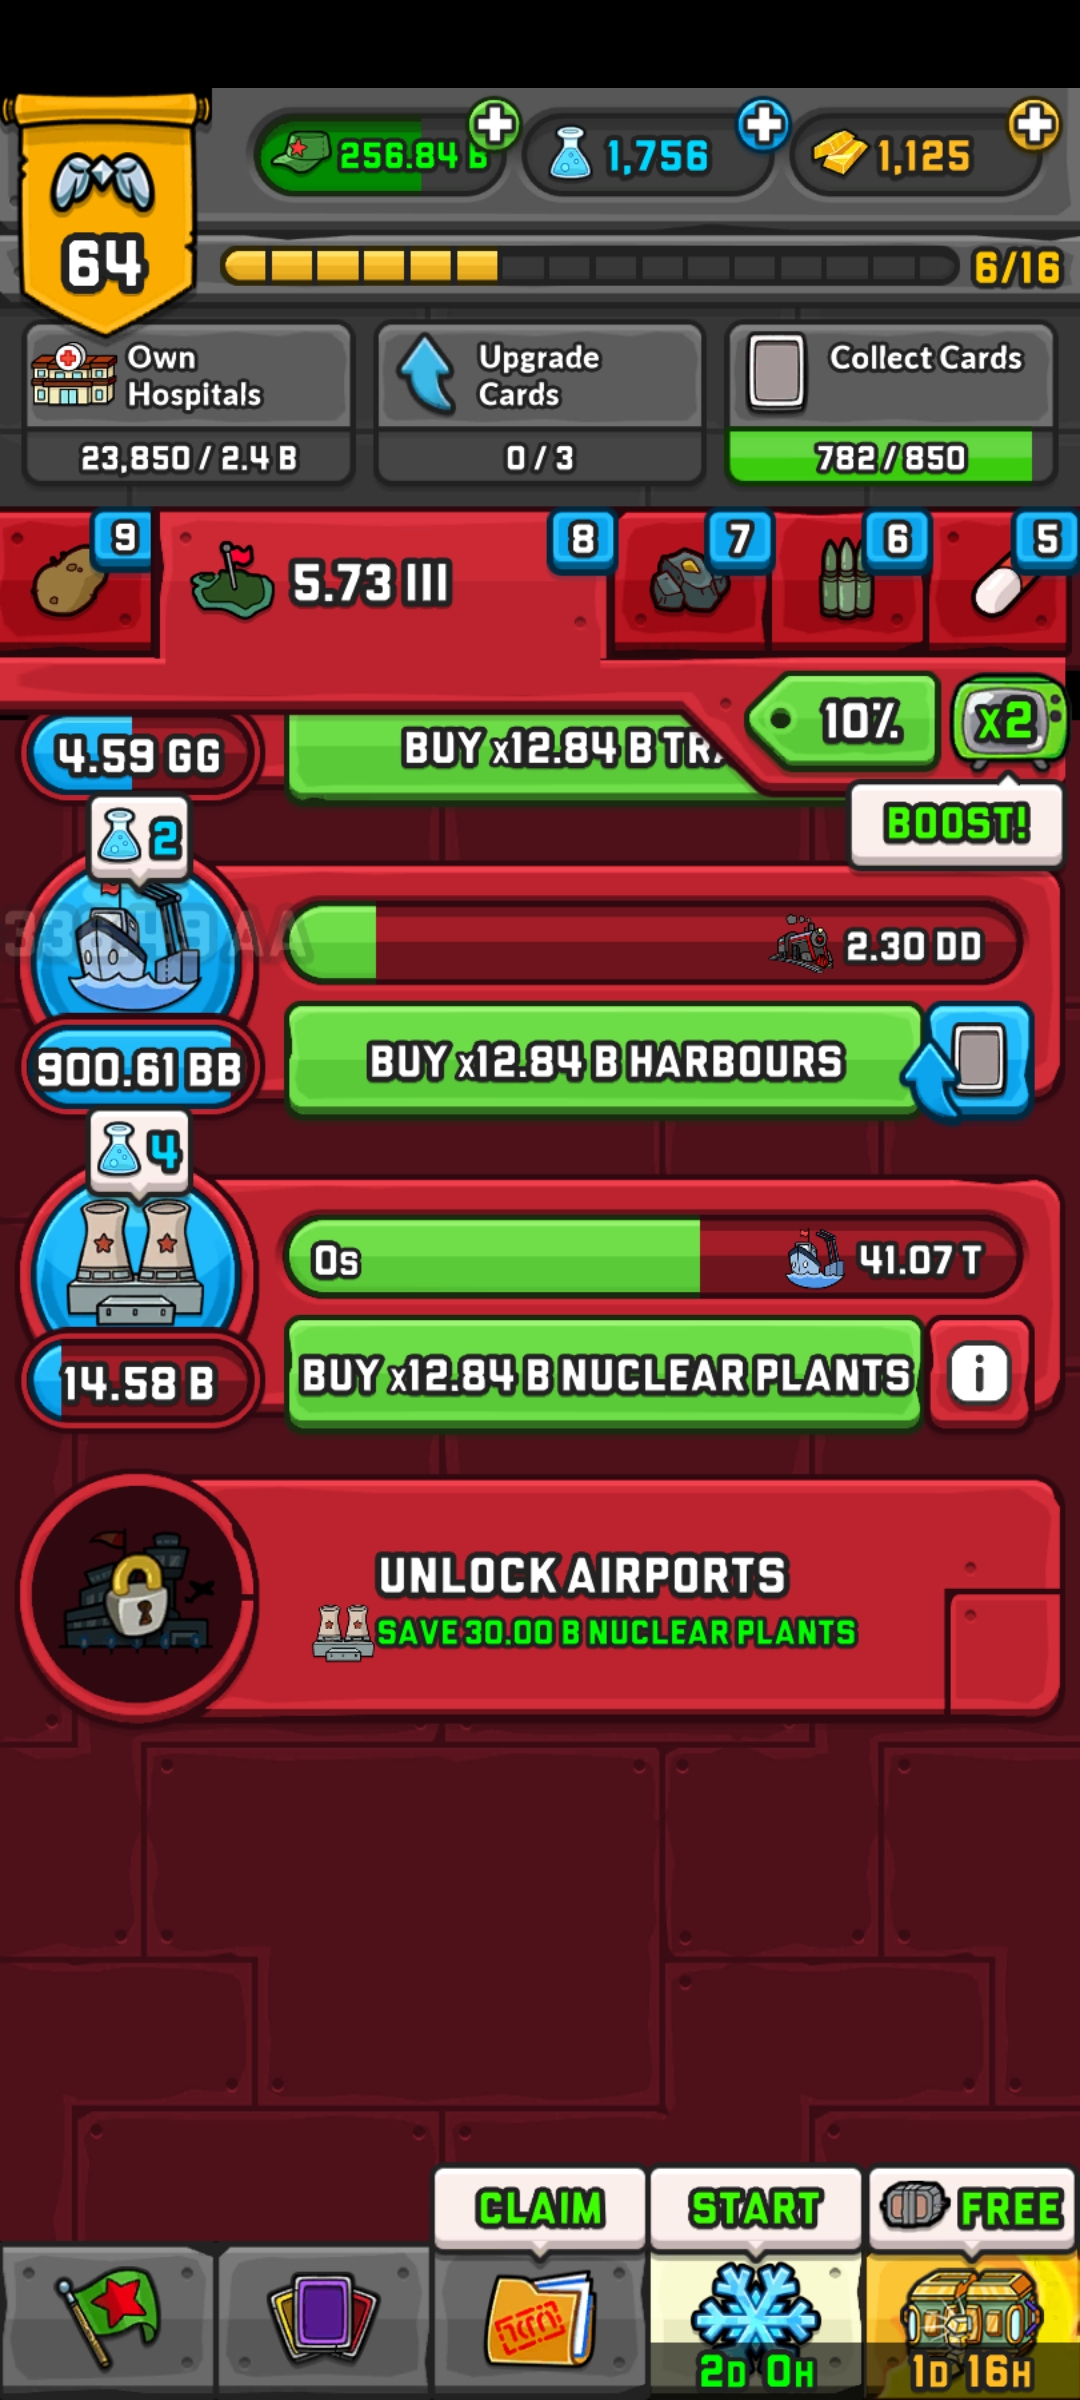 256.84 B
1,756
1,125
64
6/16
Own
Hospitals
23,850 / 2.4 B
Upgrade
Cards
0 / 3
Collect Cards
782 / 850
9
5.73 III
8
7
6
5
10%
x2
BOOST!
4.59 GG
BUY x12.84 B TRA
2
2.30 DD
900.61 BB
BUY x12.84 B HARBOURS
4
0s
41.07 T
14.58 B
BUY x12.84 B NUCLEAR PLANTS
i
UNLOCK AIRPORTS
SAVE 30.00 B NUCLEAR PLANTS
CLAIM
START
FREE
2D 0H
1D 16H